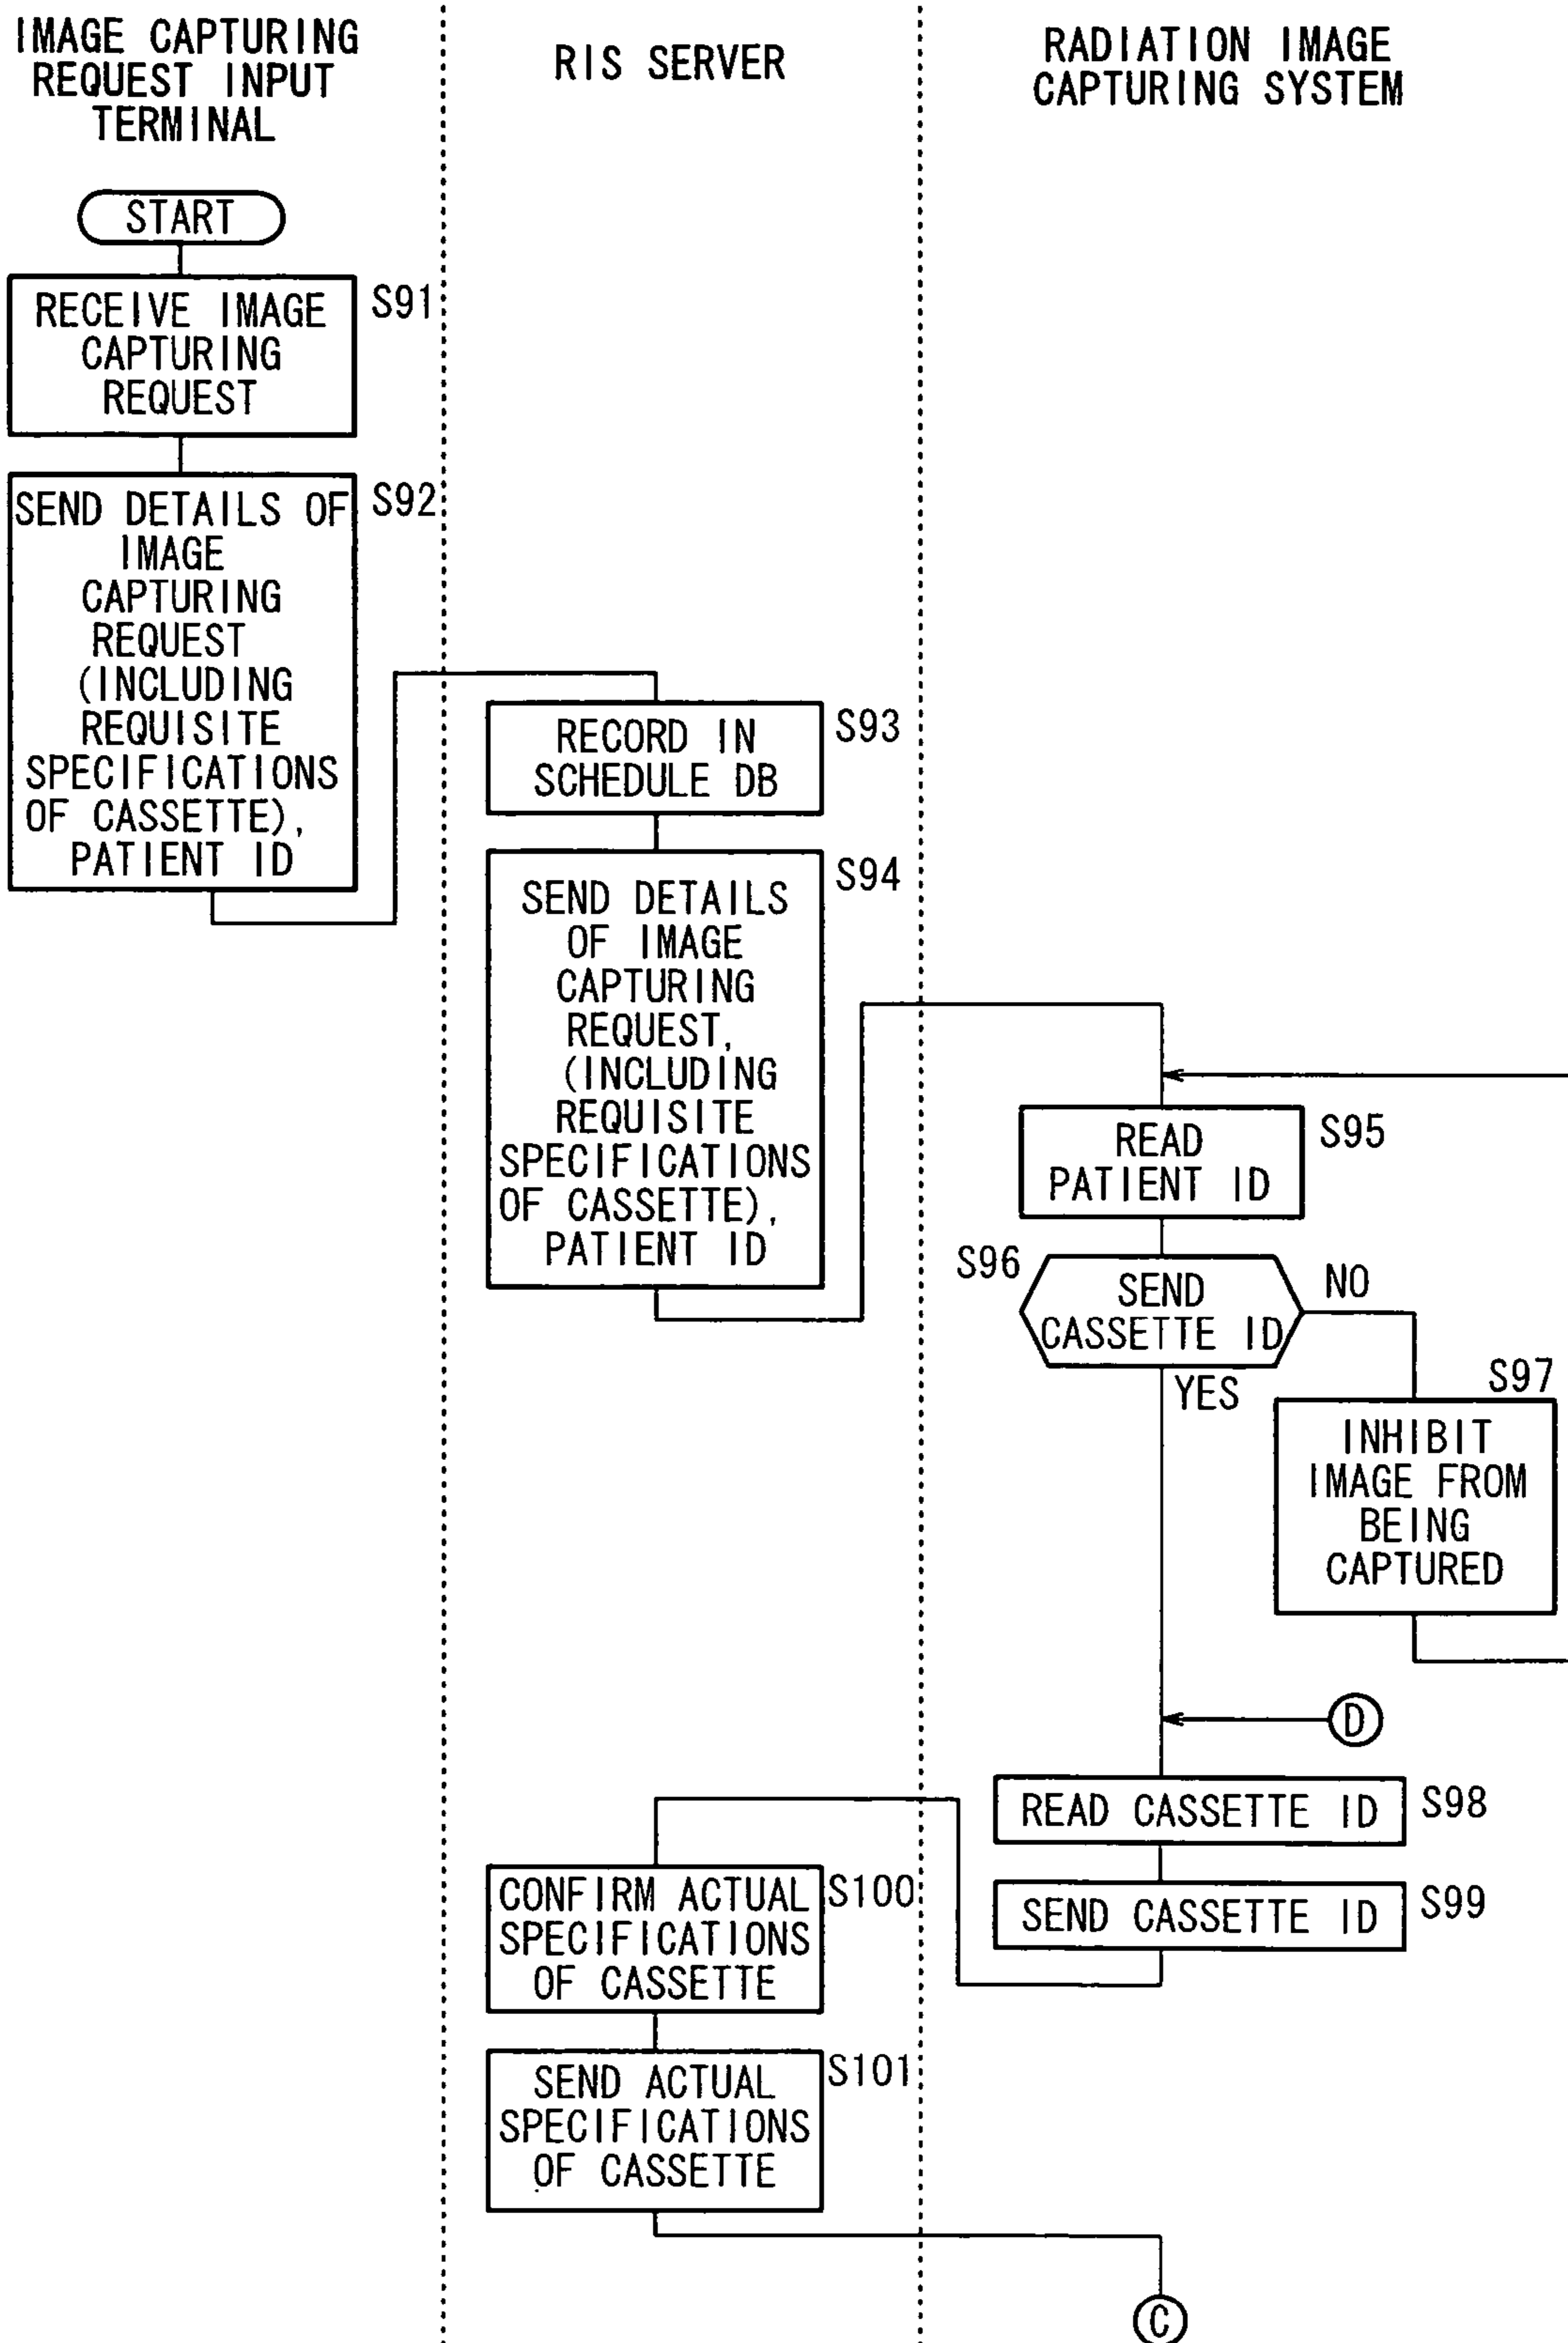 IMAGE CAPTURING
REQUEST INPUT
TERMINAL
RIS SERVER
RADIATION IMAGE
CAPTURING SYSTEM
START
RECEIVE IMAGE
CAPTURING
REQUEST
S91
SEND DETAILS OF
IMAGE
CAPTURING
REQUEST
(INCLUDING
REQUISITE
SPECIFICATIONS
OF CASSETTE),
PATIENT ID
S92
RECORD IN
SCHEDULE DB
S93
SEND DETAILS
OF IMAGE
CAPTURING
REQUEST,
(INCLUDING
REQUISITE
SPECIFICATIONS
OF CASSETTE),
PATIENT ID
S94
READ
PATIENT ID
S95
S96
SEND
CASSETTE ID
NO
YES
S97
INHIBIT
IMAGE FROM
BEING
CAPTURED
D
READ CASSETTE ID
S98
SEND CASSETTE ID
S99
CONFIRM ACTUAL
SPECIFICATIONS
OF CASSETTE
S100
SEND ACTUAL
SPECIFICATIONS
OF CASSETTE
S101
C